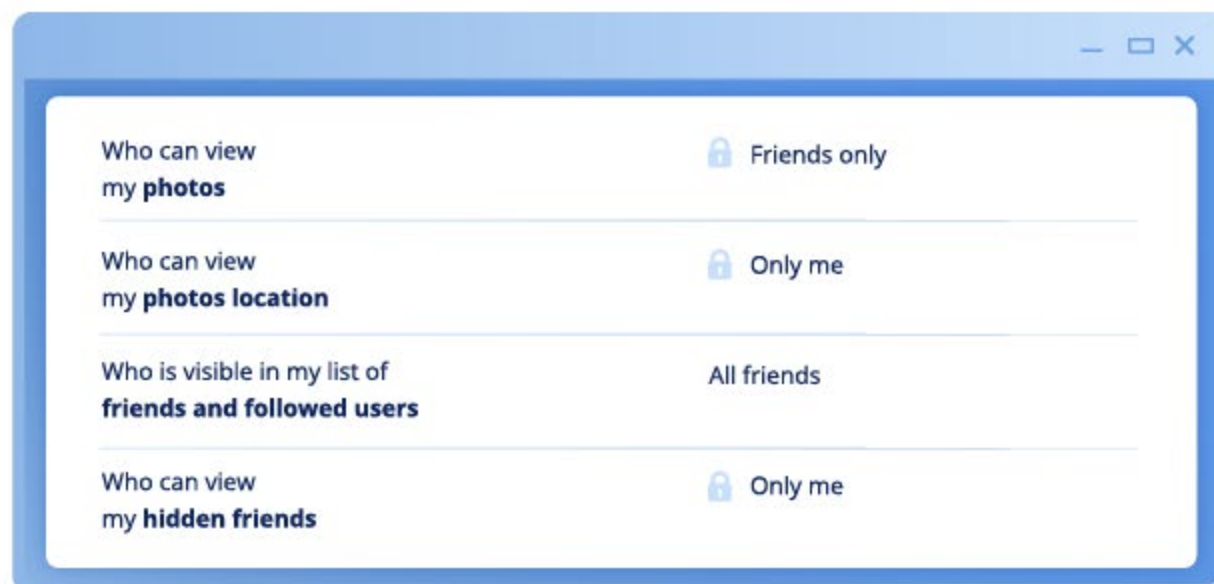 Who can view
my photos
Friends only
Who can view
my photos location
Only me
Who is visible in my list of
friends and followed users
All friends
Who can view
my hidden friends
Only me